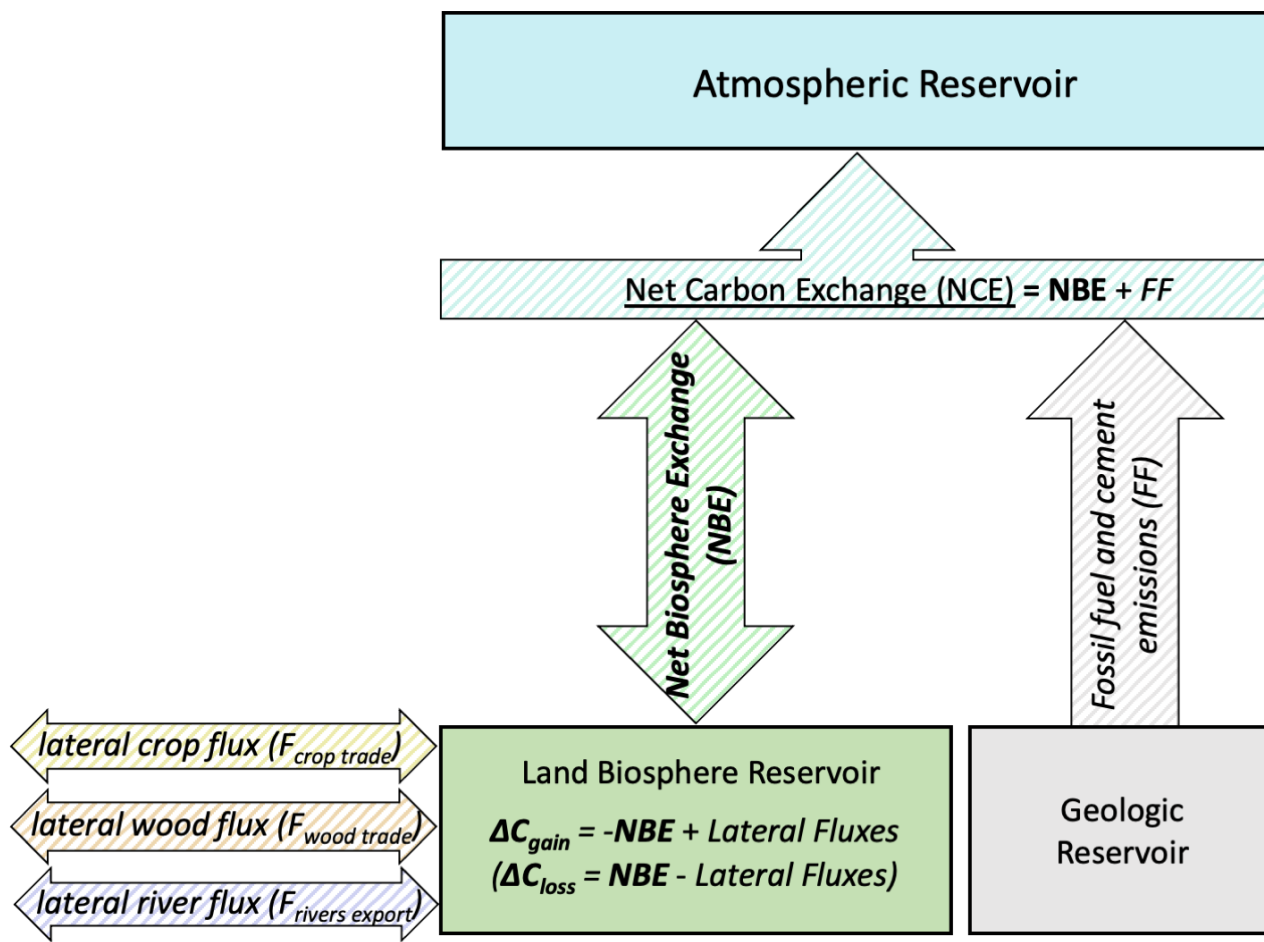 Atmospheric Reservoir
Net Carbon Exchange (NCE) = NBE + FF
Net Biosphere Exchange
(NBE)
Fossil fuel and cement
emissions (FF)
lateral crop flux (Fcrop trade)
lateral wood flux (Fwood trade)
lateral river flux (Frivers export)
Land Biosphere Reservoir
ΔCgain = -NBE + Lateral Fluxes
(ΔCloss = NBE - Lateral Fluxes)
Geologic
Reservoir